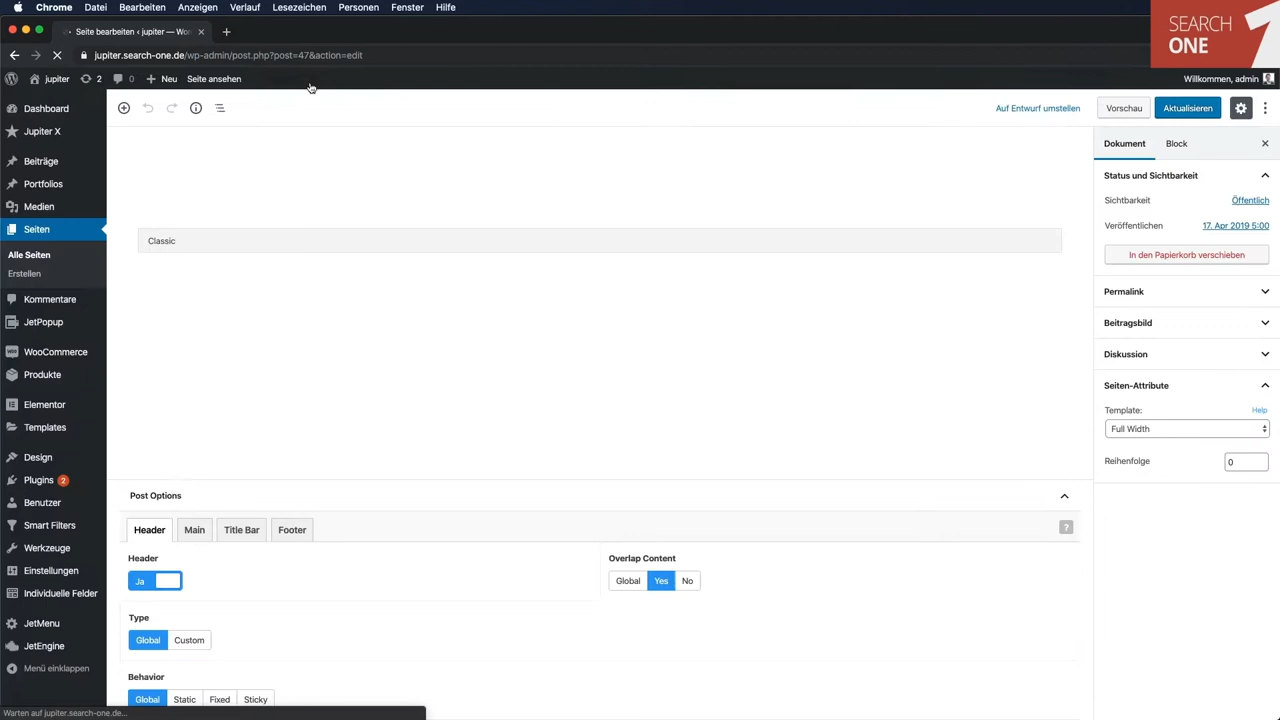 Chrome Datei Bearbeiten Anzeigen Verlauf Lesezeichen Personen Fenster Hilfe
SEARCH ONE 1
Seite bearbeiten ‹ jupiter — Wor
jupiter.search-one.de/wp-admin/post.php?post=47&action=edit
jupiter 2 0 Neu Seite ansehen Willkommen, admin
Auf Entwurf umstellen Vorschau Aktualisieren
Dashboard
Jupiter X
Beiträge
Portfolios
Medien
Seiten
Alle Seiten
Erstellen
Kommentare
JetPopup
WooCommerce
Produkte
Elementor
Templates
Design
Plugins 2
Benutzer
Smart Filters
Werkzeuge
Einstellungen
Individuelle Felder
JetMenu
JetEngine
Menü einklappen
Classic
Post Options
Header Main Title Bar Footer ?
Header
Ja
Overlap Content
Global Yes No
Type
Global Custom
Behavior
Global Static Fixed Sticky
Dokument Block
Status und Sichtbarkeit
Sichtbarkeit Öffentlich
Veröffentlichen 17. Apr 2019 5:00
In den Papierkorb verschieben
Permalink
Beitragsbild
Diskussion
Seiten-Attribute
Template: Help
Full Width
Reihenfolge 0
Warten auf jupiter.search-one.de...